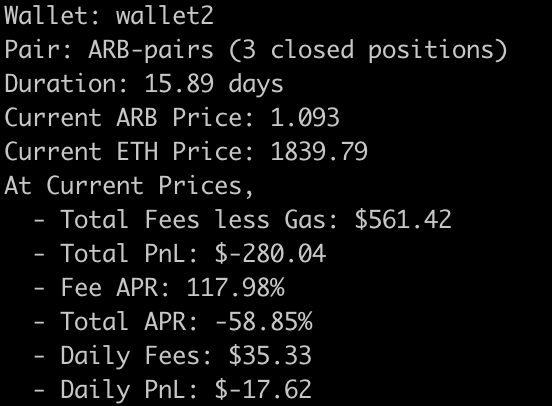 Wallet: wallet2
Pair: ARB-pairs (3 closed positions)
Duration: 15.89 days
Current ARB Price: 1.093
Current ETH Price: 1839.79
At Current Prices,
  - Total Fees less Gas: $561.42
  - Total PnL: $-280.04
  - Fee APR: 117.98%
  - Total APR: -58.85%
  - Daily Fees: $35.33
  - Daily PnL: $-17.62